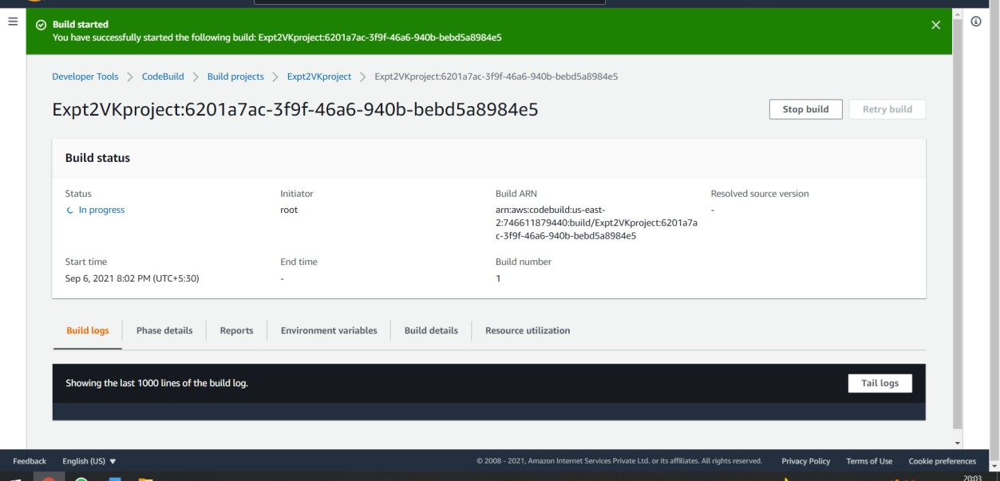 Build started
You have successfully started the following build: Expt2VKproject:6201a7ac-3f9f-46a6-940b-bebd5a8984e5
Developer Tools > CodeBuild > Build projects > Expt2VKproject > Expt2VKproject:6201a7ac-3f9f-46a6-940b-bebd5a8984e5
Expt2VKproject:6201a7ac-3f9f-46a6-940b-bebd5a8984e5
Stop build Retry build
Build status
Status Initiator Build ARN Resolved source version
In progress root arn:aws:codebuild:us-east- -
2:746611879440:build/Expt2VKproject:6201a7a
c-3f9f-46a6-940b-bebd5a8984e5
Start time End time Build number
Sep 6, 2021 8:02 PM (UTC+5:30) - 1
Build logs Phase details Reports Environment variables Build details Resource utilization
Showing the last 1000 lines of the build log. Tail logs
Feedback English (US) © 2008 - 2021, Amazon Internet Services Private Ltd. or its affiliates. All rights reserved. Privacy Policy Terms of Use Cookie preferences
20:03